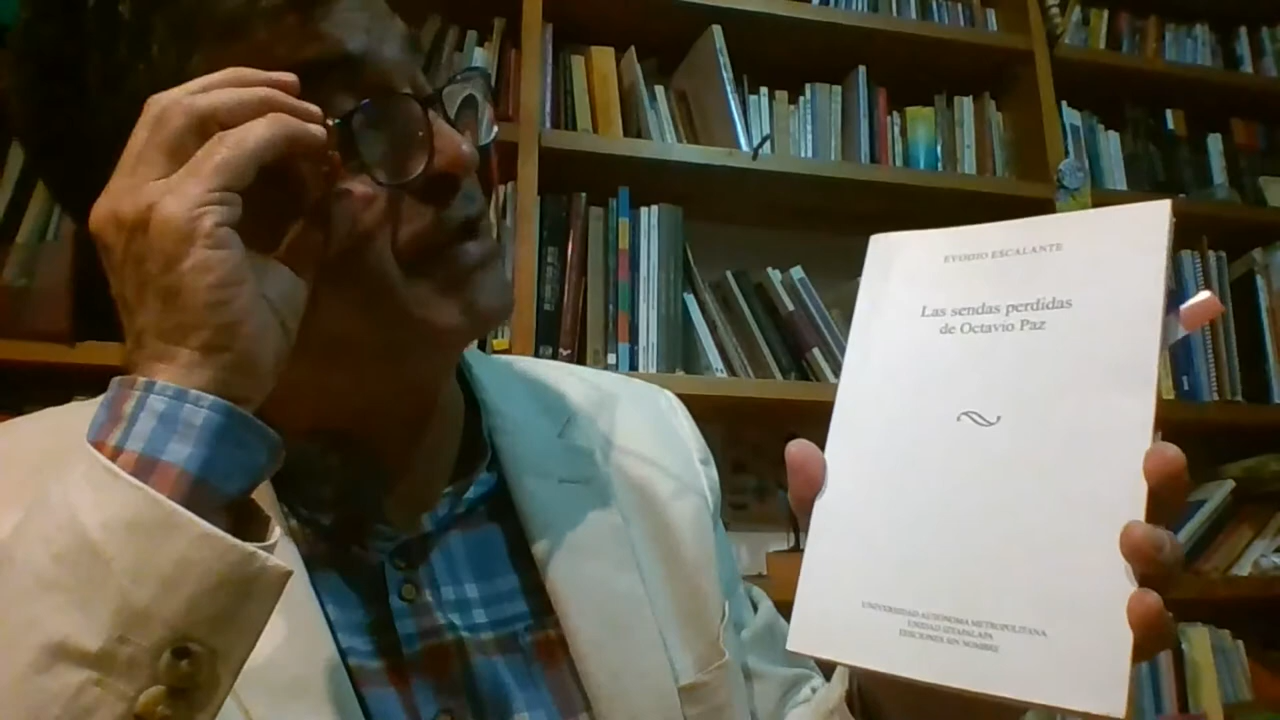 EVODIO ESCALANTE
Las sendas perdidas
de Octavio Paz
UNIVERSIDAD AUTÓNOMA METROPOLITANA
UNIDAD IZTAPALAPA
EDICIONES SIN NOMBRE